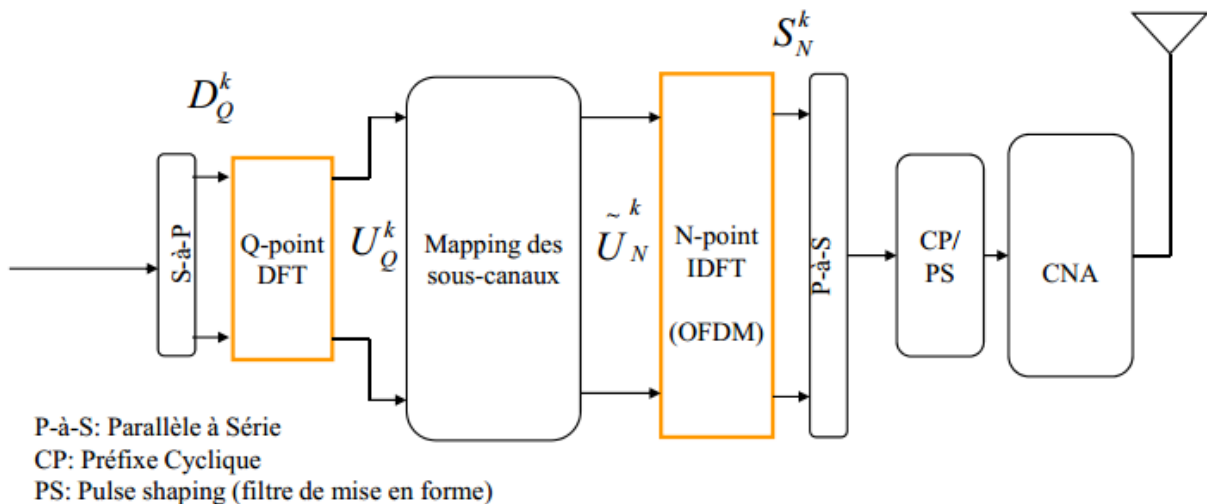 S_N^k
D_Q^k
S-à-P
Q-point
DFT
U_Q^k
Mapping des
sous-canaux
Ũ_N^k
N-point
IDFT
(OFDM)
P-à-S
CP/
PS
CNA
P-à-S: Parallèle à Série
CP: Préfixe Cyclique
PS: Pulse shaping (filtre de mise en forme)